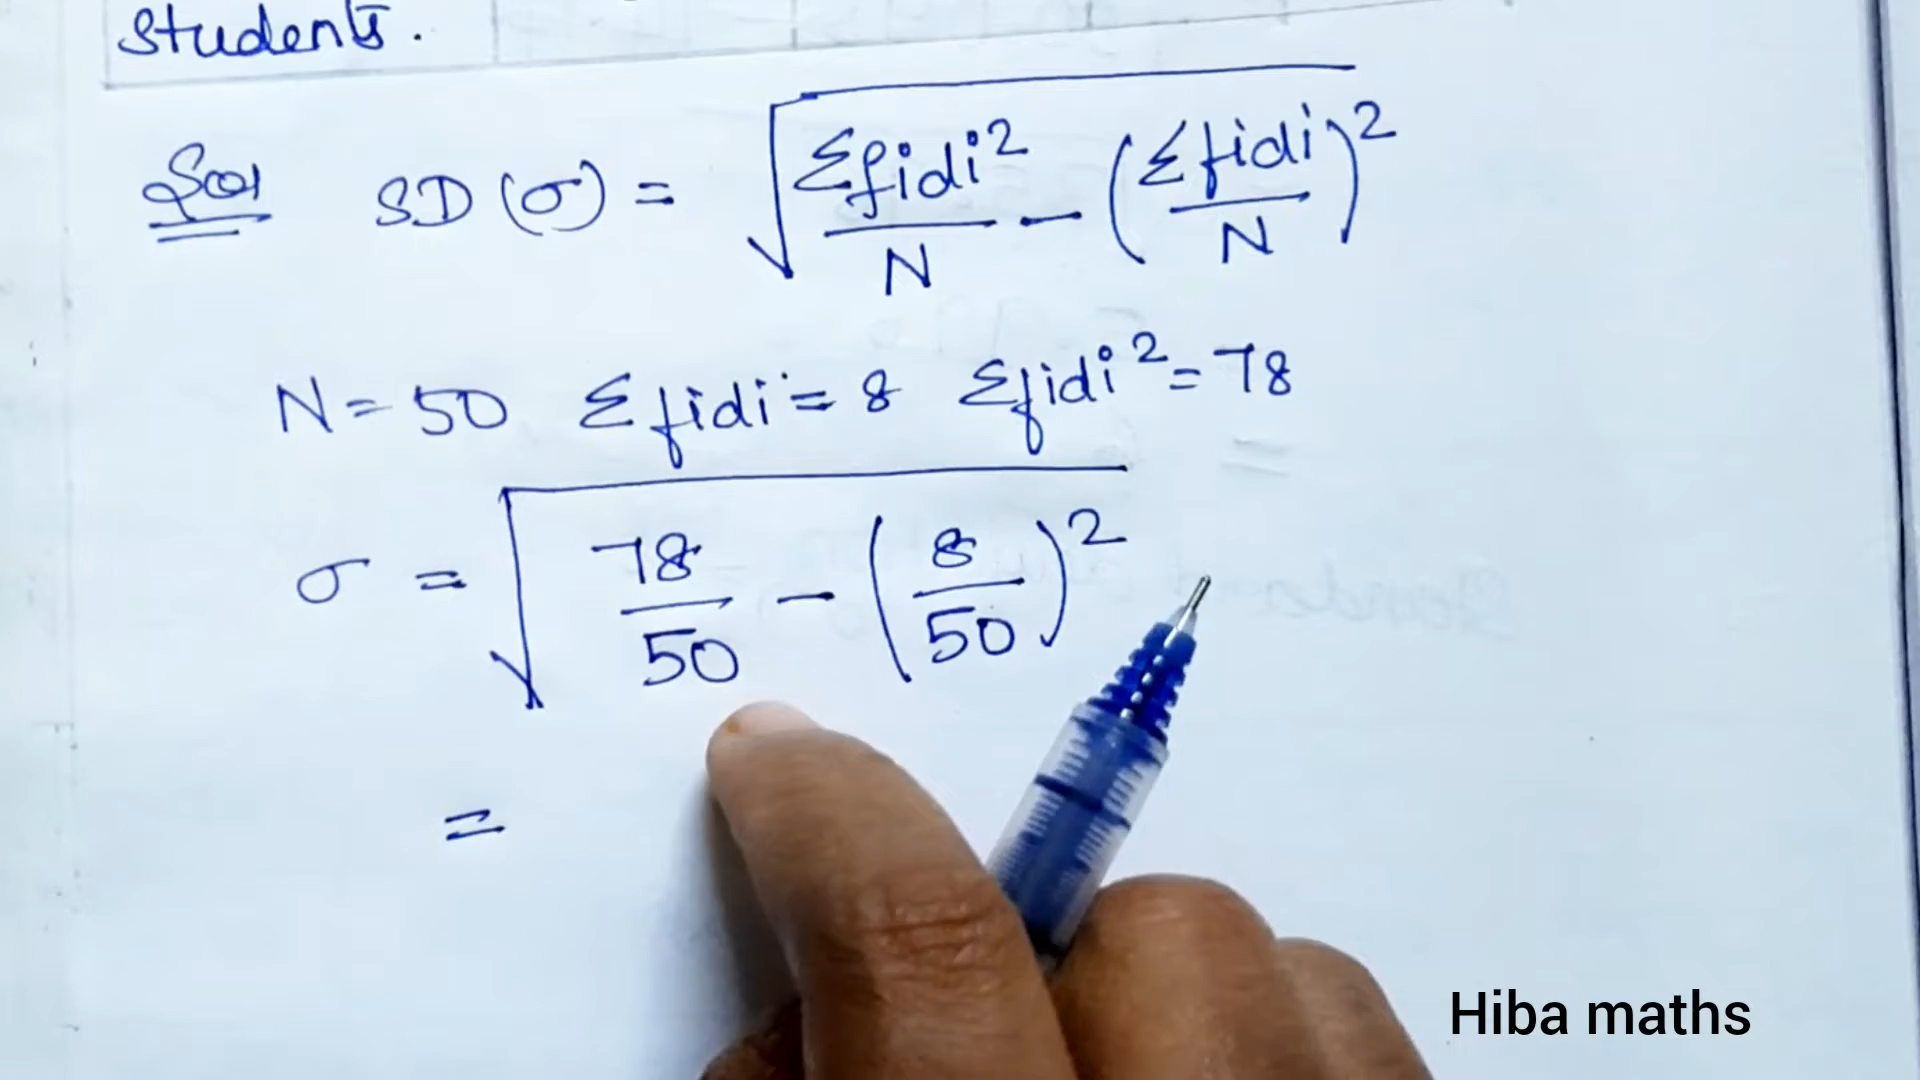 Students.
Sol SD (σ) = √(Σfidi²/N - (Σfidi/N)²)
N = 50 Σfidi = 8 Σfidi² = 78
σ = √(78/50 - (8/50)²)
=
Hiba maths